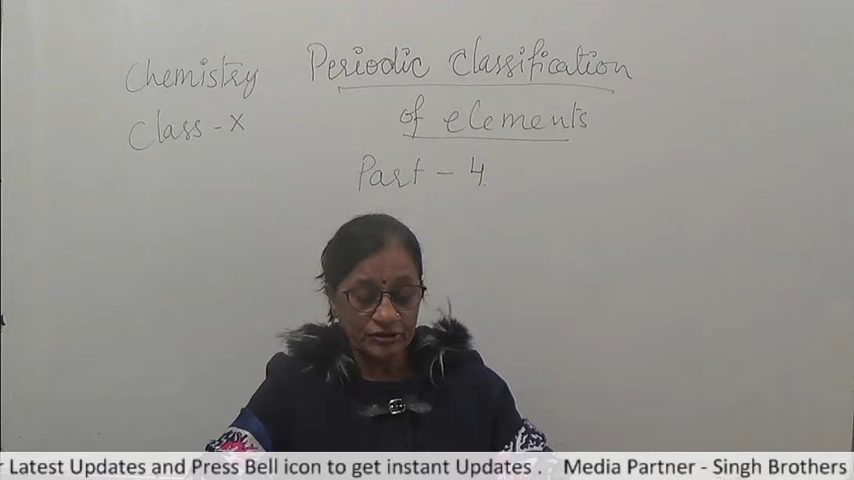 Chemistry
Class - X
Periodic Classification
of elements
Part - 4
Latest Updates and Press Bell icon to get instant Updates . Media Partner - Singh Brothers